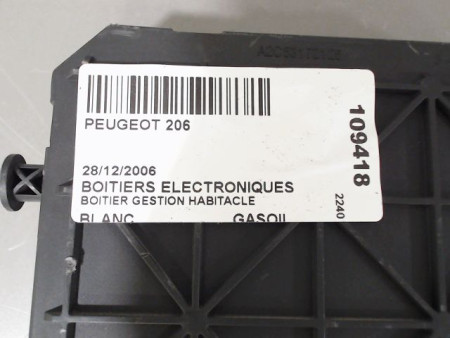 PEUGEOT 206
28/12/2006
BOITIERS ELECTRONIQUES
BOITIER GESTION HABITACLE
BLANC GASOIL
109418
2240